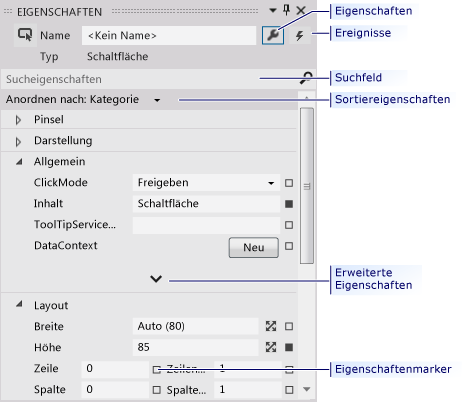 EIGENSCHAFTEN
Eigenschaften
Name <Kein Name>
Ereignisse
Typ Schaltfläche
Sucheigenschaften
Suchfeld
Anordnen nach: Kategorie
Sortiereigenschaften
Pinsel
Darstellung
Allgemein
ClickMode Freigeben
Inhalt Schaltfläche
ToolTipService...
DataContext Neu
Erweiterte
Eigenschaften
Layout
Breite Auto (80)
Höhe 85
Zeile 0 Zeilen... 1
Eigenschaftenmarker
Spalte 0 Spalte... 1